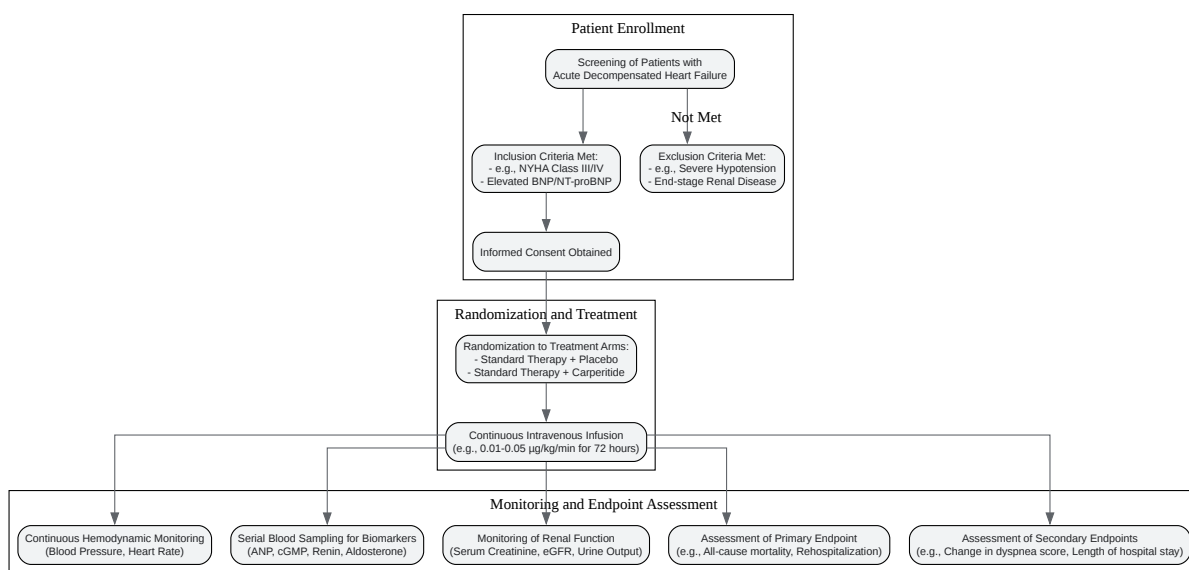 Patient Enrollment
Screening of Patients with
Acute Decompensated Heart Failure
Not Met
Inclusion Criteria Met:
- e.g., NYHA Class III/IV
- Elevated BNP/NT-proBNP
Exclusion Criteria Met:
- e.g., Severe Hypotension
- End-stage Renal Disease
Informed Consent Obtained
Randomization and Treatment
Randomization to Treatment Arms:
- Standard Therapy + Placebo
- Standard Therapy + Carperitide
Continuous Intravenous Infusion
(e.g., 0.01-0.05 µg/kg/min for 72 hours)
Monitoring and Endpoint Assessment
Continuous Hemodynamic Monitoring
(Blood Pressure, Heart Rate)
Serial Blood Sampling for Biomarkers
(ANP, cGMP, Renin, Aldosterone)
Monitoring of Renal Function
(Serum Creatinine, eGFR, Urine Output)
Assessment of Primary Endpoint
(e.g., All-cause mortality, Rehospitalization)
Assessment of Secondary Endpoints
(e.g., Change in dyspnea score, Length of hospital stay)